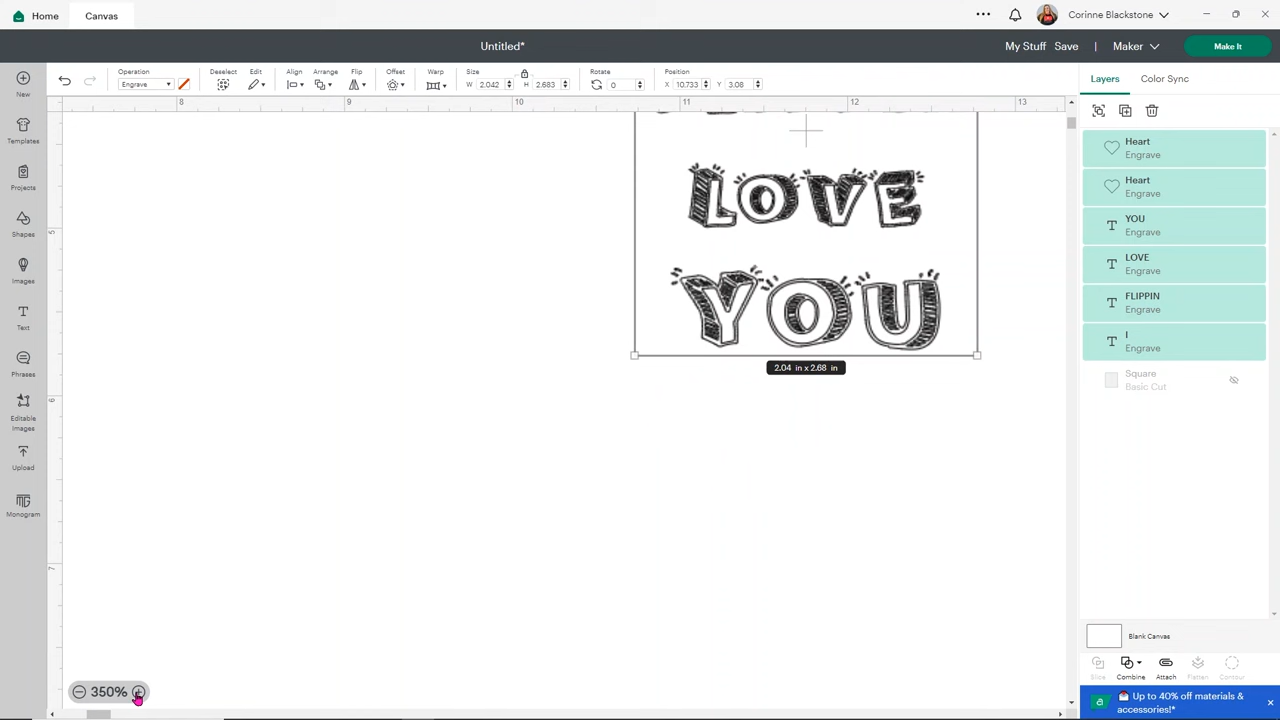 Home
Canvas
Corinne Blackstone
Untitled*
My Stuff
Save
Maker
Make It
Operation
Engrave
Deselect
Edit
Align
Arrange
Flip
Offset
Warp
Size
W 2.042
H 2.683
Rotate
0
Position
X 10.733
Y 3.08
Layers
Color Sync
8 9 10 11 12 13
5
6
7
New
Templates
Projects
Shapes
Images
Text
Phrases
Editable
Images
Upload
Monogram
LOVE
YOU
2.04 in x 2.68 in
Heart
Engrave
Heart
Engrave
YOU
Engrave
LOVE
Engrave
FLIPPIN
Engrave
I
Engrave
Square
Basic Cut
Blank Canvas
Slice
Combine
Attach
Flatten
Contour
350%
Up to 40% off materials &
accessories!*